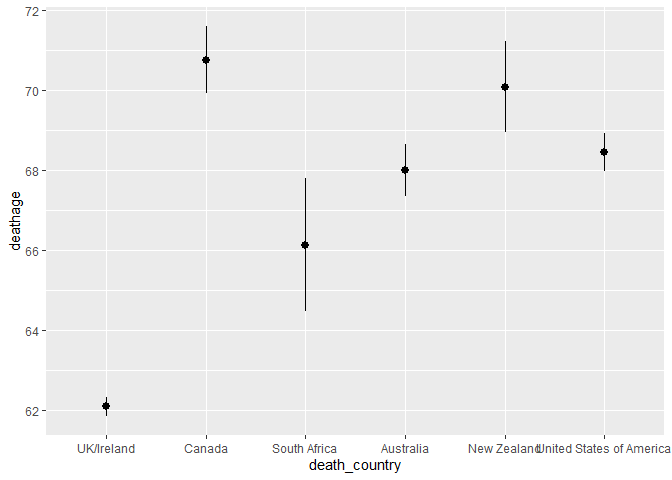 72
70
68
66
64
62
deathage
UK/Ireland Canada South Africa Australia New Zealand United States of America
death_country